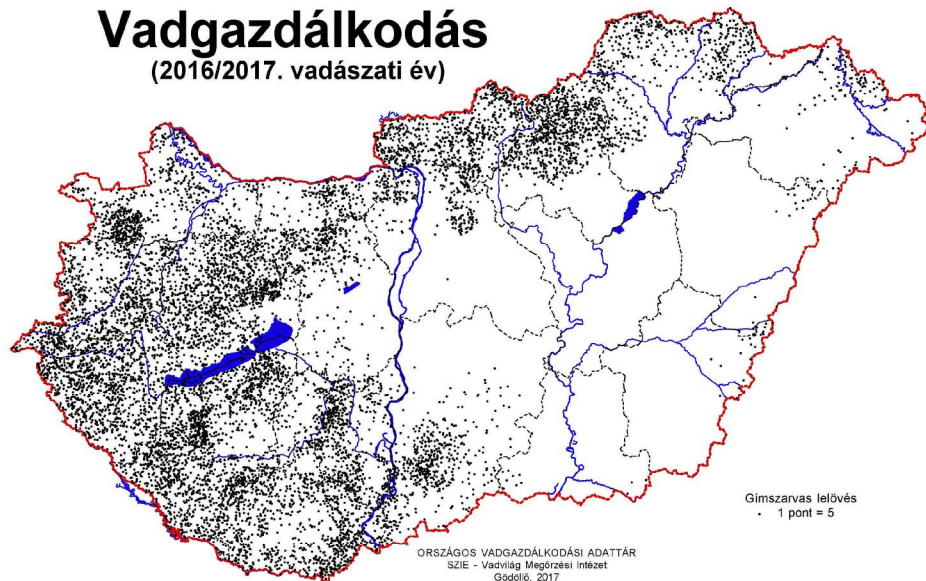 Vadgazdálkodás
(2016/2017. vadászati év)
Gímszarvas lelövés
1 pont = 5
ORSZÁGOS VADGAZDÁLKODÁSI ADATTÁR
SZIE - Vadvilág Megőrzési Intézet
Gödöllő, 2017